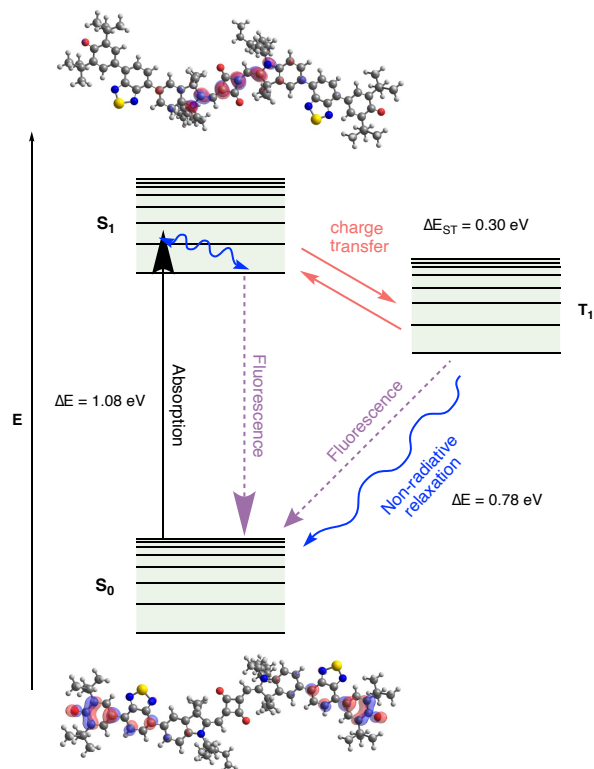 S1
charge
transfer
ΔEST = 0.30 eV
T1
Absorption
Fluorescence
ΔE = 1.08 eV
E
Fluorescence
Non-radiative
relaxation
ΔE = 0.78 eV
S0